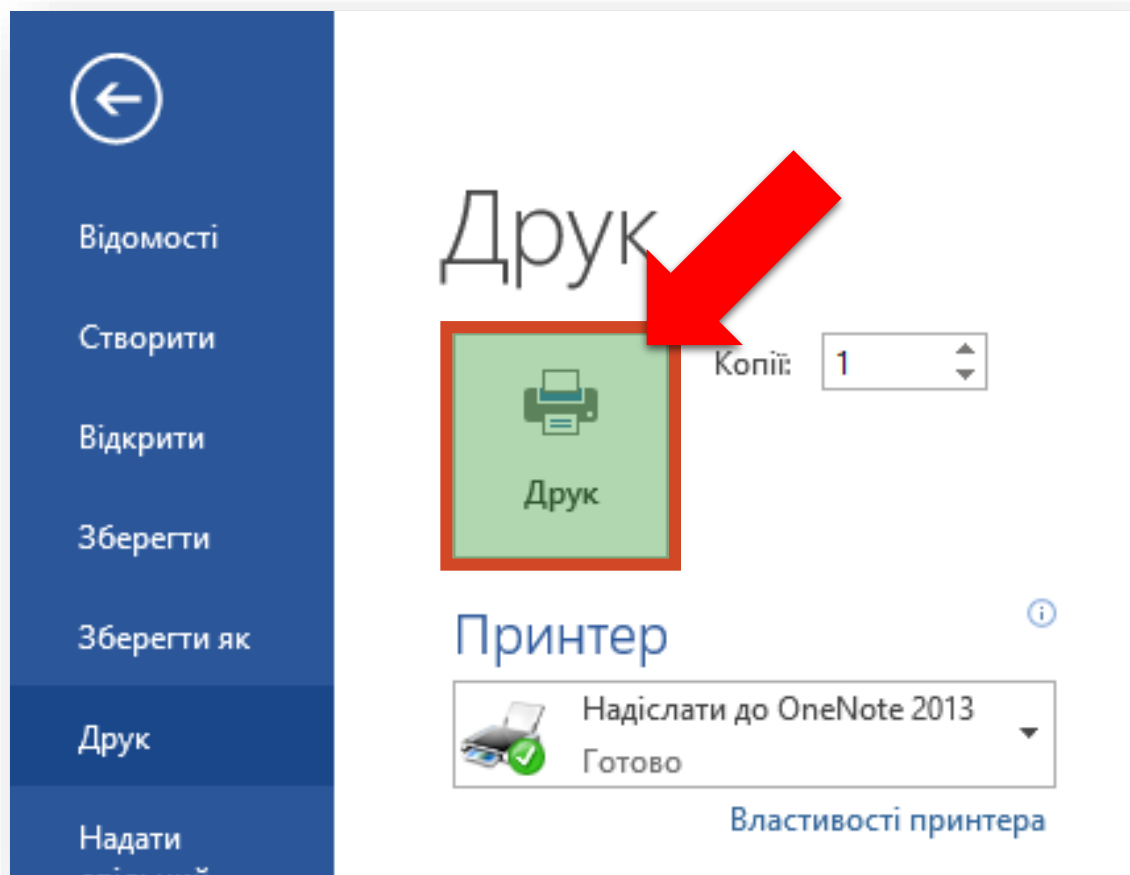 Відомості
Створити
Відкрити
Зберегти
Зберегти як
Друк
Надати
Друк
Копії:
1
Друк
Принтер
Надіслати до OneNote 2013
Готово
Властивості принтера